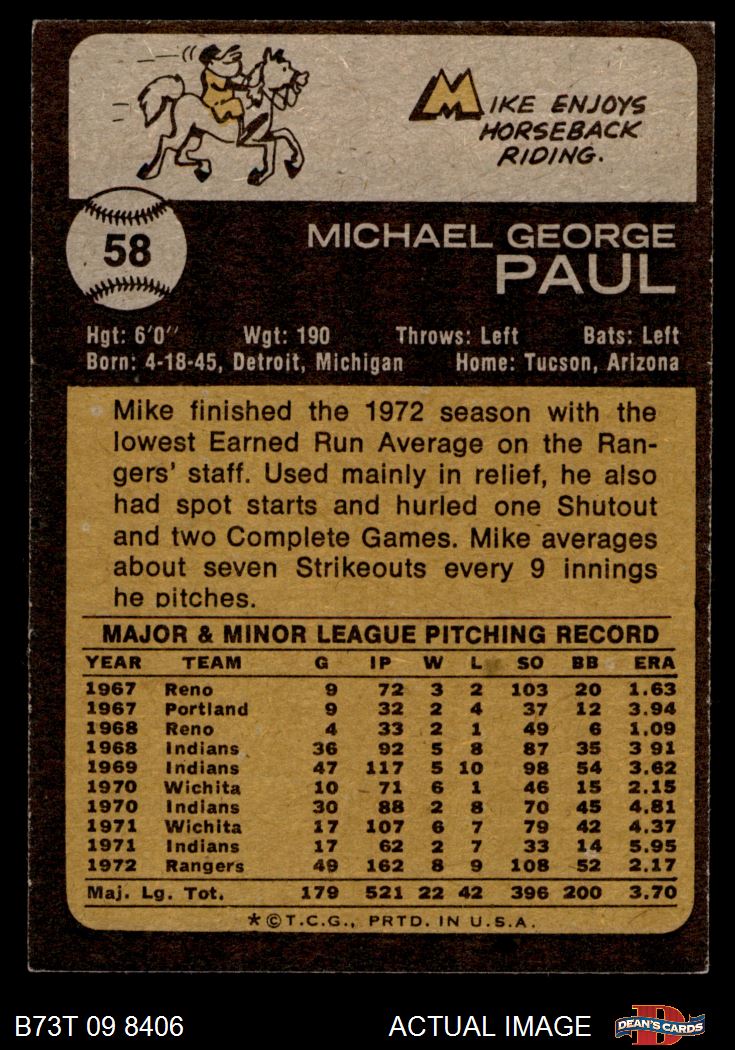 MIKE ENJOYS
HORSEBACK
RIDING.
58
MICHAEL GEORGE
PAUL
Hgt: 6'0" Wgt: 190 Throws: Left Bats: Left
Born: 4-18-45, Detroit, Michigan Home: Tucson, Arizona
Mike finished the 1972 season with the
lowest Earned Run Average on the Ran-
gers' staff. Used mainly in relief, he also
had spot starts and hurled one Shutout
and two Complete Games. Mike averages
about seven Strikeouts every 9 innings
he pitches.
MAJOR & MINOR LEAGUE PITCHING RECORD
YEAR TEAM G IP W L SO BB ERA
1967 Reno 9 72 3 2 103 20 1.63
1967 Portland 9 32 2 4 37 12 3.94
1968 Reno 4 33 2 1 49 6 1.09
1968 Indians 36 92 5 8 87 35 3 91
1969 Indians 47 117 5 10 98 54 3.62
1970 Wichita 10 71 6 1 46 15 2.15
1970 Indians 30 88 2 8 70 45 4.81
1971 Wichita 17 107 6 7 79 42 4.37
1971 Indians 17 62 2 7 33 14 5.95
1972 Rangers 49 162 8 9 108 52 2.17
Maj. Lg. Tot. 179 521 22 42 396 200 3.70
*©T.C.G., PRTD. IN U.S.A.
B73T 09 8406 ACTUAL IMAGE D DEAN'S CARDS